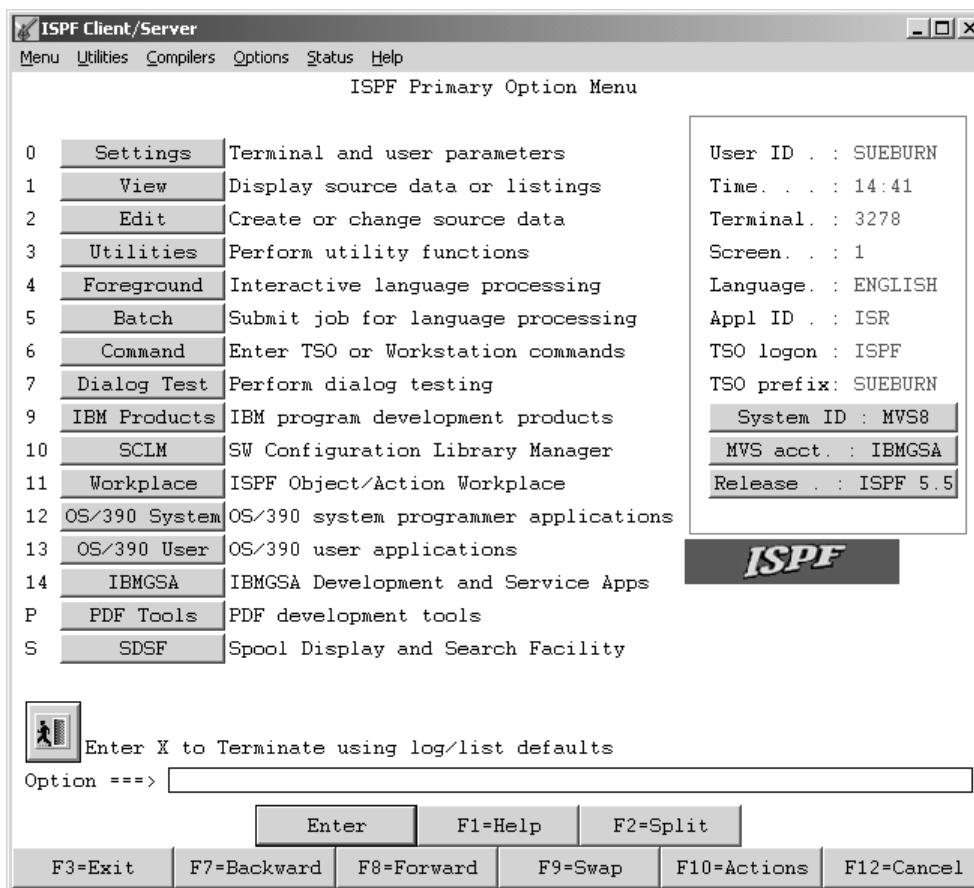 ISPF Client/Server
Menu Utilities Compilers Options Status Help
ISPF Primary Option Menu
0 Settings Terminal and user parameters User ID . : SUEBURN
1 View Display source data or listings Time. . . : 14:41
2 Edit Create or change source data Terminal. : 3278
3 Utilities Perform utility functions Screen. . : 1
4 Foreground Interactive language processing Language. : ENGLISH
5 Batch Submit job for language processing Appl ID . : ISR
6 Command Enter TSO or Workstation commands TSO logon : ISPF
7 Dialog Test Perform dialog testing TSO prefix: SUEBURN
9 IBM Products IBM program development products System ID : MVS8
10 SCLM SW Configuration Library Manager MVS acct. : IBMGSA
11 Workplace ISPF Object/Action Workplace Release . : ISPF 5.5
12 OS/390 System OS/390 system programmer applications
13 OS/390 User OS/390 user applications ISPF
14 IBMGSA IBMGSA Development and Service Apps
P PDF Tools PDF development tools
S SDSF Spool Display and Search Facility
Enter X to Terminate using log/list defaults
Option ===>
Enter F1=Help F2=Split
F3=Exit F7=Backward F8=Forward F9=Swap F10=Actions F12=Cancel